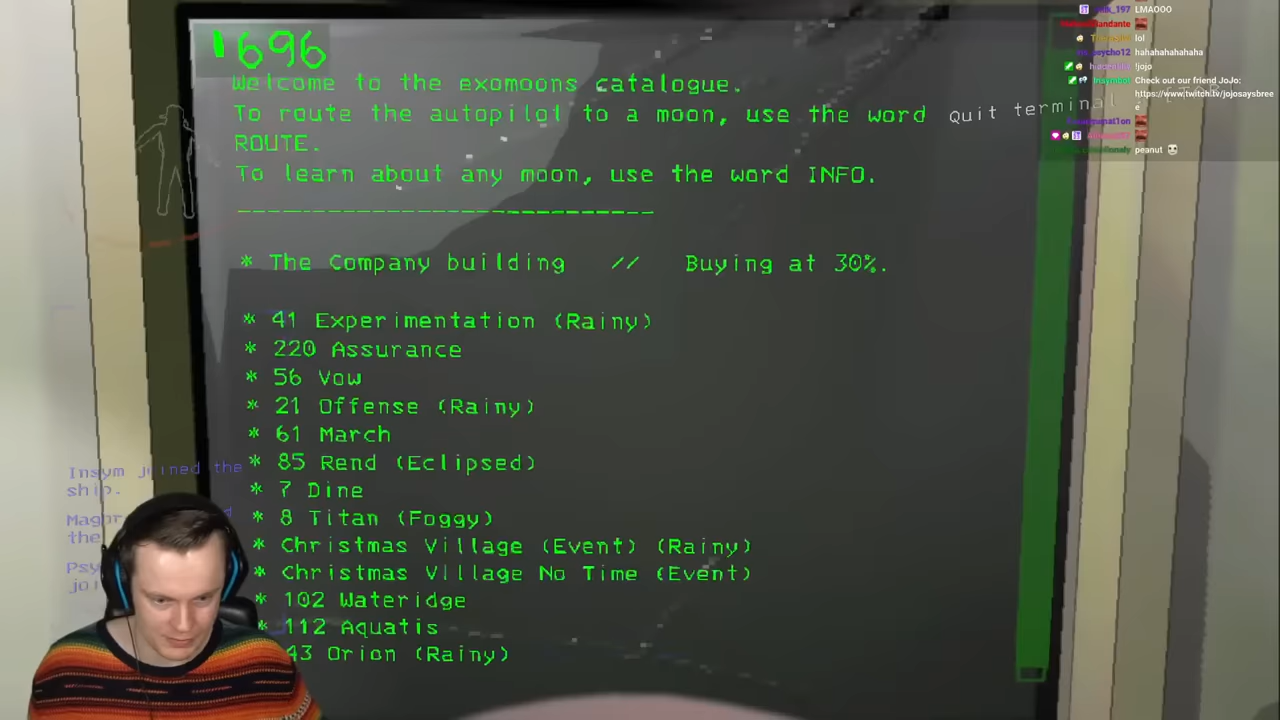 ▮696
Welcome to the exomoons catalogue.
To route the autopilot to a moon, use the word
ROUTE.
To learn about any moon, use the word INFO.
----------------------------
* The Company building // Buying at 30%.
* 41 Experimentation (Rainy)
* 220 Assurance
* 56 Vow
* 21 Offense (Rainy)
* 61 March
* 85 Rend (Eclipsed)
* 7 Dine
* 8 Titan (Foggy)
* Christmas Village (Event) (Rainy)
* Christmas Village No Time (Event)
* 102 Wateridge
* 112 Aquatis
43 Orion (Rainy)
Quit terminal
Insym joined the
ship.
the
LMAOOO
lol
hahahahahahaha
!jojo
Check out our friend JoJo:
https://www.twitch.tv/jojosaysbree
e
peanut